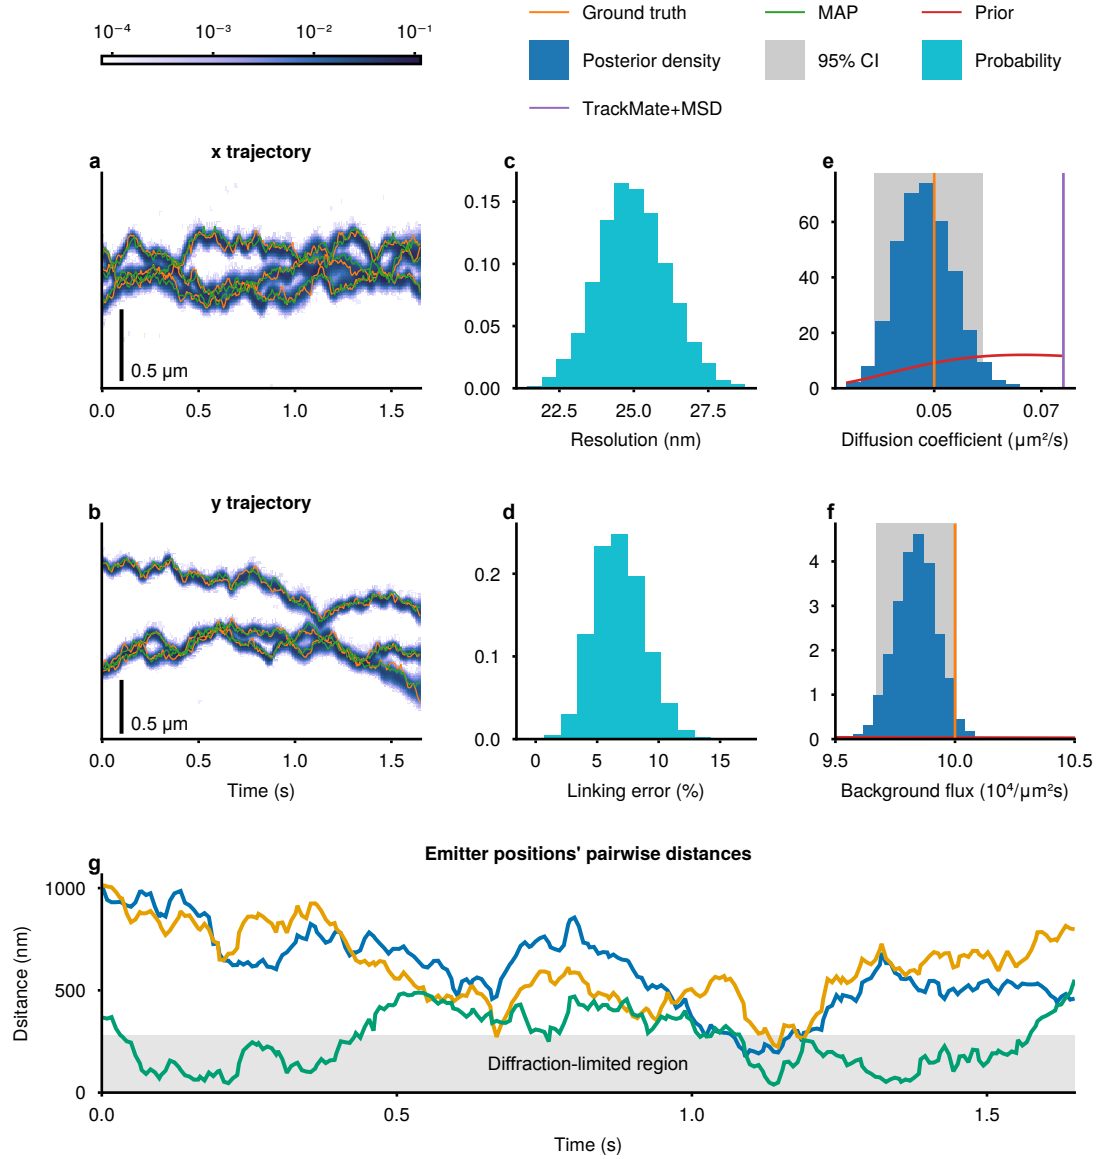 10⁻⁴ 10⁻³ 10⁻² 10⁻¹
Ground truth MAP Prior
Posterior density 95% CI Probability
TrackMate+MSD
a x trajectory
0.5 µm
0.0 0.5 1.0 1.5
c
0.15
0.10
0.05
0.00
22.5 25.0 27.5
Resolution (nm)
e
60
40
20
0
0.05 0.07
Diffusion coefficient (µm²/s)
b y trajectory
0.5 µm
0.0 0.5 1.0 1.5
Time (s)
d
0.2
0.1
0.0
0 5 10 15
Linking error (%)
f
4
3
2
1
0
9.5 10.0 10.5
Background flux (10⁴/µm²s)
g Emitter positions' pairwise distances
Dsitance (nm)
1000
500
0
Diffraction-limited region
0.0 0.5 1.0 1.5
Time (s)